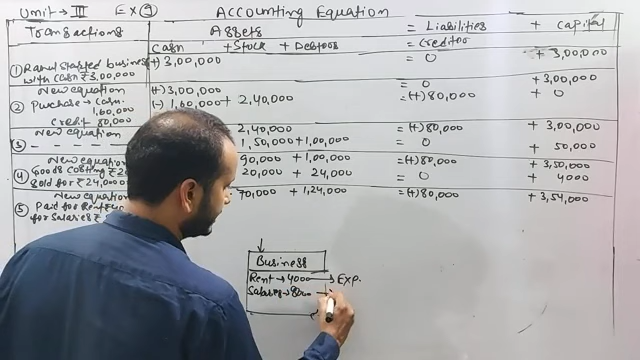 Unit - III Ex ④ Accounting Equation
Transactions Assets = Liabilities + Capital
Cash + Stock + Debtors = Creditor
① Rahul started business (+) 3,00,000 = 0 + 3,00,000
with cash ₹ 3,00,000
New equation (+) 3,00,000 = 0 + 3,00,000
② Purchase → Cash (-) 1,60,000 + 2,40,000 = (+) 80,000 + 0
1,60,000
Credit 80,000
New equation 2,40,000 = (+) 80,000 + 3,00,000
③ - - - - 1,50,000 + 1,00,000 = 0 + 50,000
New equation 90,000 + 1,00,000 = (+) 80,000 + 3,50,000
④ Goods costing ₹ 2 20,000 24,000 = 0 + 4000
sold for ₹ 24,000
New 70,000 + 1,24,000 = (+) 80,000 + 3,54,000
⑤ Paid for Rent ₹ 4
for Salaries ₹
Business
Rent → 4000 → Exp.
Salaries → 8000